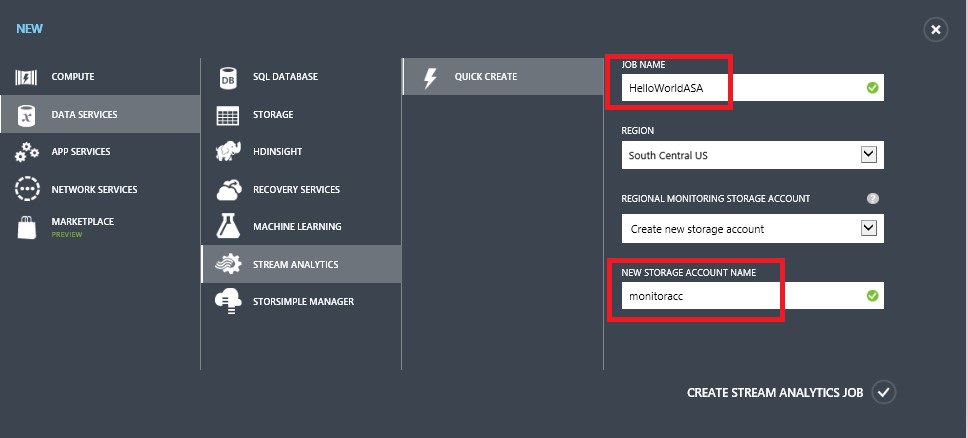 NEW
COMPUTE
DATA SERVICES
APP SERVICES
NETWORK SERVICES
MARKETPLACE
PREVIEW
DB
SQL DATABASE
STORAGE
HDINSIGHT
RECOVERY SERVICES
MACHINE LEARNING
STREAM ANALYTICS
STORSIMPLE MANAGER
QUICK CREATE
JOB NAME
HelloWorldASA
REGION
South Central US
REGIONAL MONITORING STORAGE ACCOUNT ?
Create new storage account
NEW STORAGE ACCOUNT NAME
monitoracc
CREATE STREAM ANALYTICS JOB